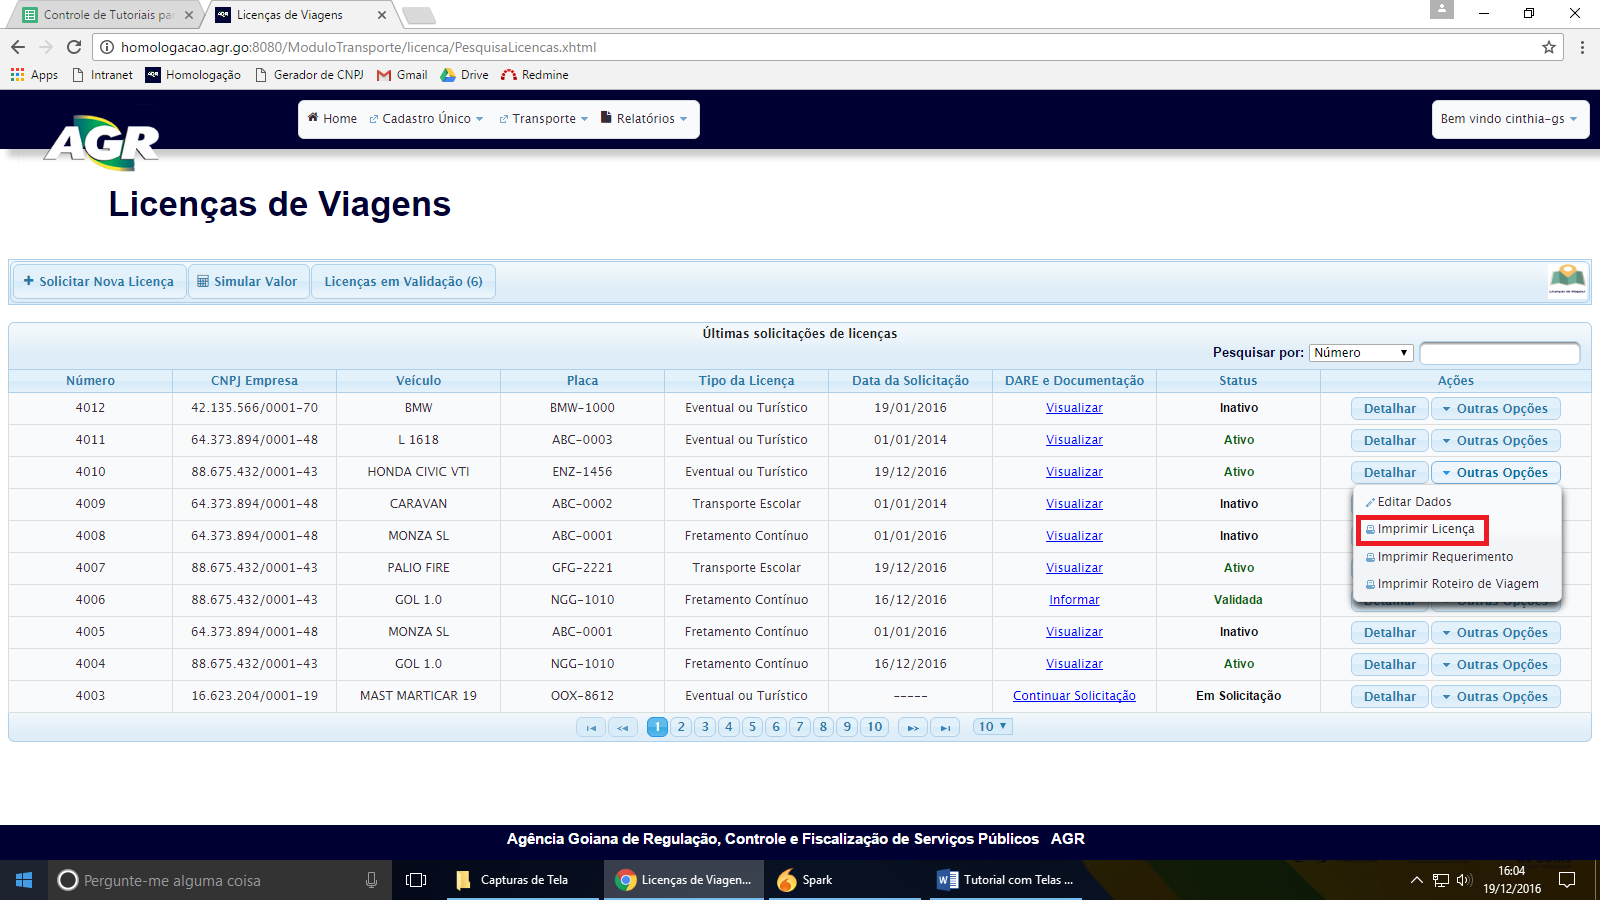 Controle de Tutoriais par
Licenças de Viagens
homologacao.agr.go:8080/ModuloTransporte/licenca/PesquisaLicencas.xhtml
Apps Intranet AGR Homologação Gerador de CNPJ Gmail Drive Redmine
AGR
Home Cadastro Único Transporte Relatórios
Bem vindo cinthia-gs
Licenças de Viagens
Solicitar Nova Licença Simular Valor Licenças em Validação (6)
Últimas solicitações de licenças
Pesquisar por: Número
Número CNPJ Empresa Veículo Placa Tipo da Licença Data da Solicitação DARE e Documentação Status Ações
4012 42.135.566/0001-70 BMW BMW-1000 Eventual ou Turístico 19/01/2016 Visualizar Inativo Detalhar Outras Opções
4011 64.373.894/0001-48 L 1618 ABC-0003 Eventual ou Turístico 01/01/2014 Visualizar Ativo Detalhar Outras Opções
4010 88.675.432/0001-43 HONDA CIVIC VTI ENZ-1456 Eventual ou Turístico 19/12/2016 Visualizar Ativo Detalhar Outras Opções
4009 64.373.894/0001-48 CARAVAN ABC-0002 Transporte Escolar 01/01/2014 Visualizar Inativo
4008 64.373.894/0001-48 MONZA SL ABC-0001 Fretamento Contínuo 01/01/2016 Visualizar Inativo
4007 88.675.432/0001-43 PALIO FIRE GFG-2221 Transporte Escolar 19/12/2016 Visualizar Ativo
4006 88.675.432/0001-43 GOL 1.0 NGG-1010 Fretamento Contínuo 16/12/2016 Informar Validada Detalhar Outras Opções
4005 64.373.894/0001-48 MONZA SL ABC-0001 Fretamento Contínuo 01/01/2016 Visualizar Inativo Detalhar Outras Opções
4004 88.675.432/0001-43 GOL 1.0 NGG-1010 Fretamento Contínuo 16/12/2016 Visualizar Ativo Detalhar Outras Opções
4003 16.623.204/0001-19 MAST MARTICAR 19 OOX-8612 Eventual ou Turístico ----- Continuar Solicitação Em Solicitação Detalhar Outras Opções
Editar Dados
Imprimir Licença
Imprimir Requerimento
Imprimir Roteiro de Viagem
1 2 3 4 5 6 7 8 9 10 10
Agência Goiana de Regulação, Controle e Fiscalização de Serviços Públicos AGR
Pergunte-me alguma coisa
Capturas de Tela
Licenças de Viagen...
Spark
Tutorial com Telas ...
16:04
19/12/2016